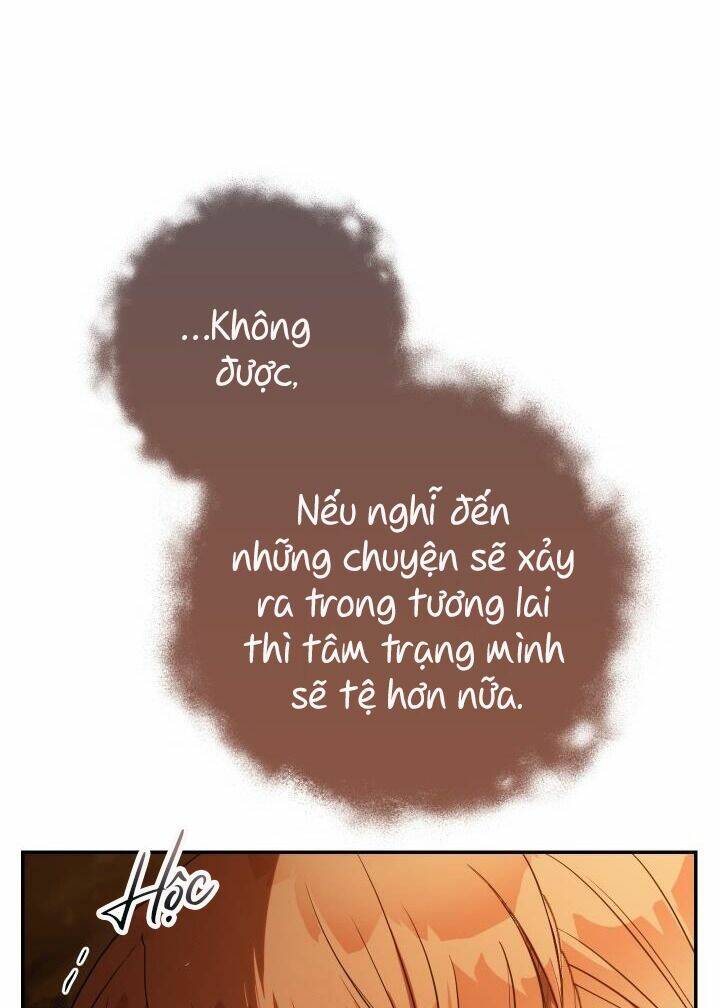 ...Không
được,
Nếu nghĩ đến
những chuyện sẽ xảy
ra trong tương lai
thì tâm trạng mình
sẽ tệ hơn nữa.
Hộc